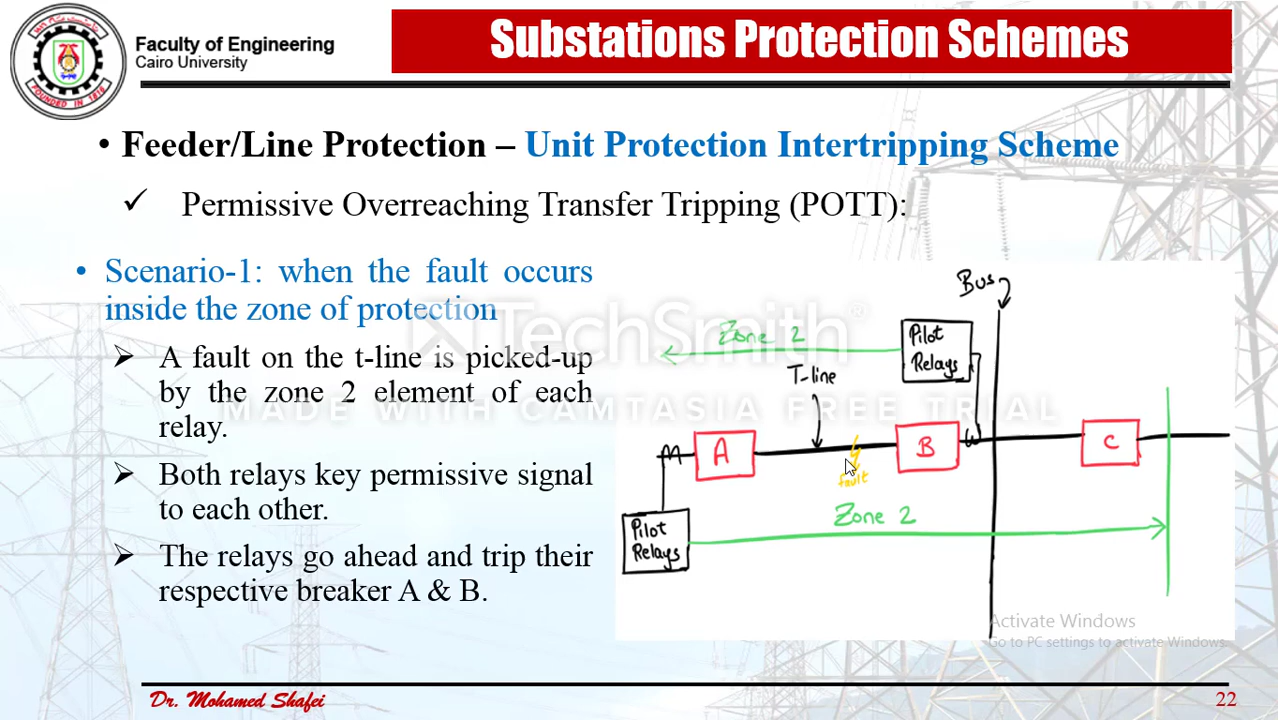 Faculty of Engineering
Cairo University
FOUNDED IN 1816
Substations Protection Schemes
• Feeder/Line Protection – Unit Protection Intertripping Scheme
✓ Permissive Overreaching Transfer Tripping (POTT):
• Scenario-1: when the fault occurs
inside the zone of protection
➢ A fault on the t-line is picked-up
by the zone 2 element of each
relay.
➢ Both relays key permissive signal
to each other.
➢ The relays go ahead and trip their
respective breaker A & B.
Bus
Zone 2
Pilot
Relays
T-line
A
B
C
fault
Zone 2
Pilot
Relays
TechSmith®
MADE WITH CAMTASIA FREE TRIAL
Activate Windows
Go to PC settings to activate Windows.
Dr. Mohamed Shafei
22